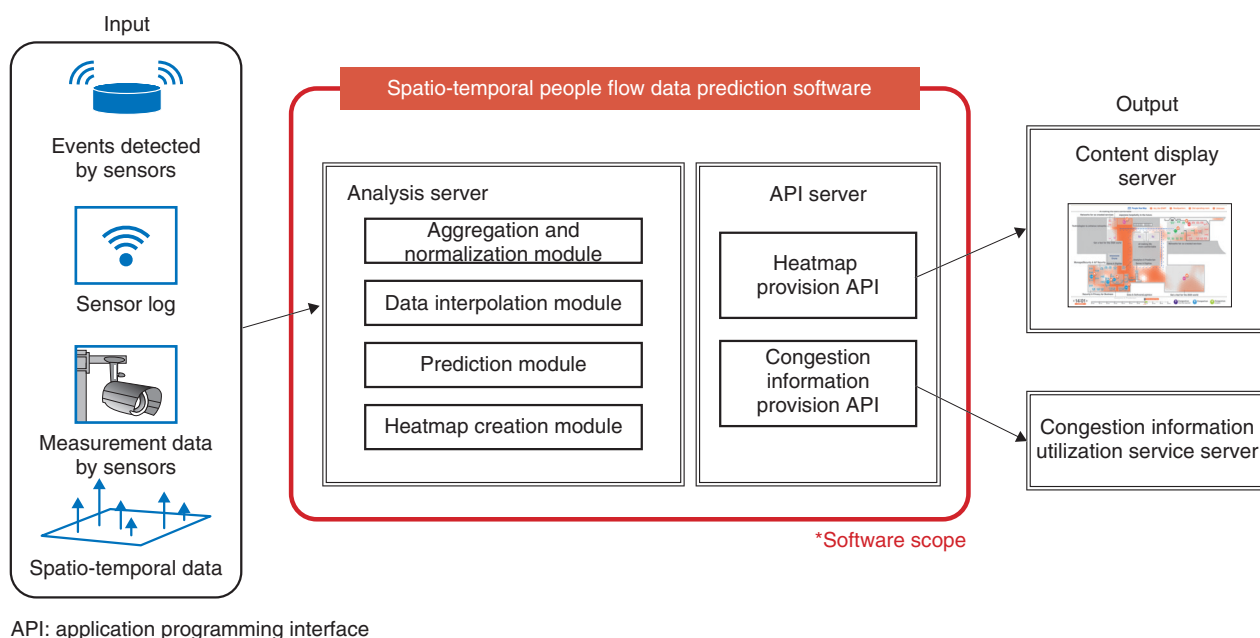 Input
Events detected
by sensors
Sensor log
Measurement data
by sensors
Spatio-temporal data
Spatio-temporal people flow data prediction software
Analysis server
Aggregation and
normalization module
Data interpolation module
Prediction module
Heatmap creation module
API server
Heatmap
provision API
Congestion
information
provision API
*Software scope
Output
Content display
server
Congestion information
utilization service server
API: application programming interface